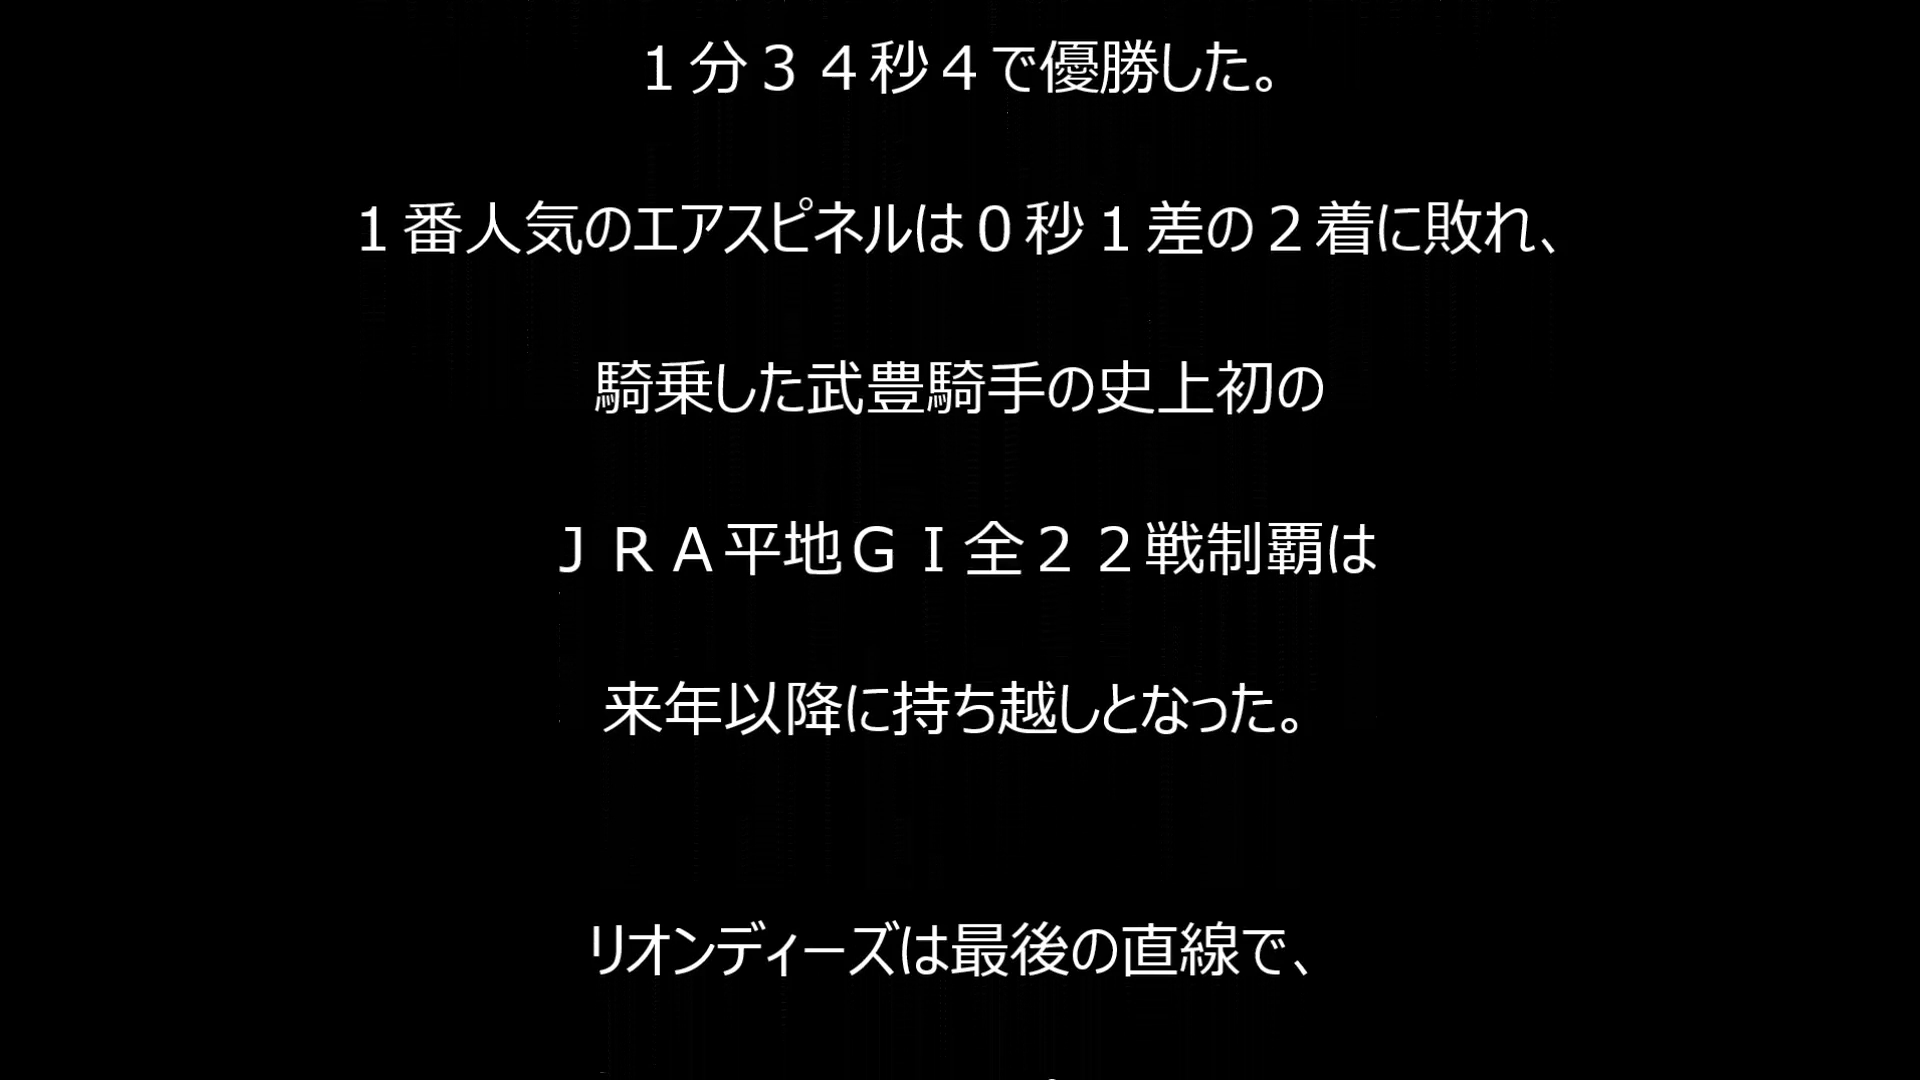 １分３４秒４で優勝した。
１番人気のエアスピネルは０秒１差の２着に敗れ、
騎乗した武豊騎手の史上初の
ＪＲＡ平地ＧＩ全２２戦制覇は
来年以降に持ち越しとなった。
リオンディーズは最後の直線で、